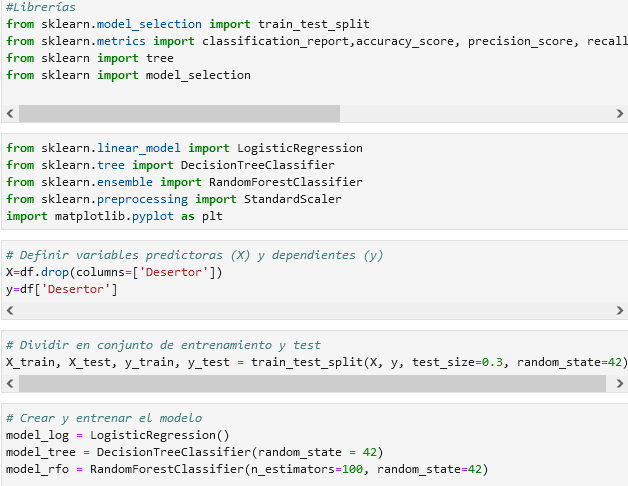 #Librerías
from sklearn.model_selection import train_test_split
from sklearn.metrics import classification_report,accuracy_score, precision_score, recall
from sklearn import tree
from sklearn import model_selection
from sklearn.linear_model import LogisticRegression
from sklearn.tree import DecisionTreeClassifier
from sklearn.ensemble import RandomForestClassifier
from sklearn.preprocessing import StandardScaler
import matplotlib.pyplot as plt
# Definir variables predictoras (X) y dependientes (y)
X=df.drop(columns=['Desertor'])
y=df['Desertor']
# Dividir en conjunto de entrenamiento y test
X_train, X_test, y_train, y_test = train_test_split(X, y, test_size=0.3, random_state=42)
# Crear y entrenar el modelo
model_log = LogisticRegression()
model_tree = DecisionTreeClassifier(random_state = 42)
model_rfo = RandomForestClassifier(n_estimators=100, random_state=42)